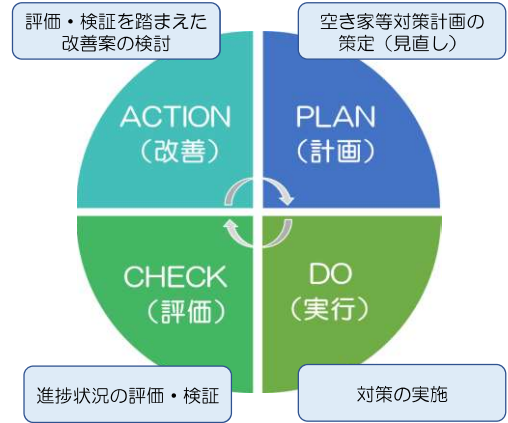 評価・検証を踏まえた
改善案の検討
空き家等対策計画の
策定（見直し）
ACTION
（改善）
PLAN
（計画）
CHECK
（評価）
DO
（実行）
進捗状況の評価・検証
対策の実施